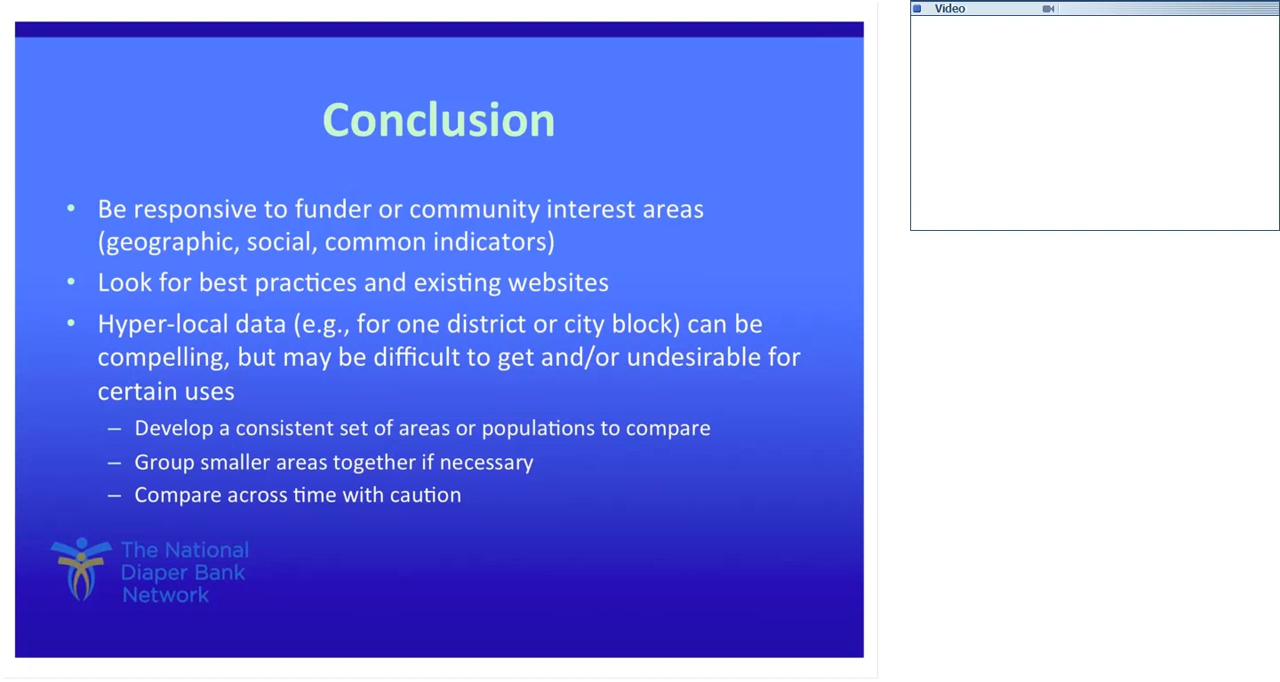 Video
Conclusion
• Be responsive to funder or community interest areas
(geographic, social, common indicators)
• Look for best practices and existing websites
• Hyper-local data (e.g., for one district or city block) can be
compelling, but may be difficult to get and/or undesirable for
certain uses
– Develop a consistent set of areas or populations to compare
– Group smaller areas together if necessary
– Compare across time with caution
The National
Diaper Bank
Network